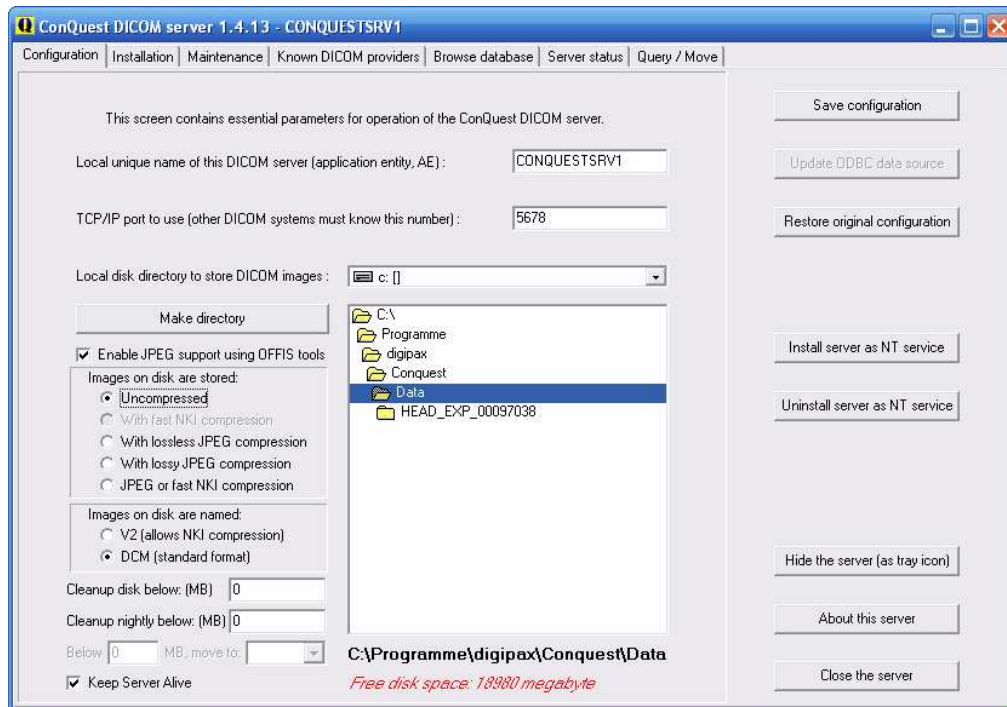 ConQuest DICOM server 1.4.13 - CONQUESTSRV1
Configuration Installation Maintenance Known DICOM providers Browse database Server status Query / Move
This screen contains essential parameters for operation of the ConQuest DICOM server.
Local unique name of this DICOM server (application entity, AE) : CONQUESTSRV1
TCP/IP port to use (other DICOM systems must know this number) : 5678
Local disk directory to store DICOM images : c: []
Make directory
Enable JPEG support using OFFIS tools
Images on disk are stored:
Uncompressed
With fast NKI compression
With lossless JPEG compression
With lossy JPEG compression
JPEG or fast NKI compression
Images on disk are named:
V2 (allows NKI compression)
DCM (standard format)
Cleanup disk below: (MB) 0
Cleanup nightly below: (MB) 0
Below 0 MB, move to:
Keep Server Alive
C:\
Programme
digipax
Conquest
Data
HEAD_EXP_00097038
C:\Programme\digipax\Conquest\Data
Free disk space: 18980 megabyte
Save configuration
Update ODBC data source
Restore original configuration
Install server as NT service
Uninstall server as NT service
Hide the server (as tray icon)
About this server
Close the server